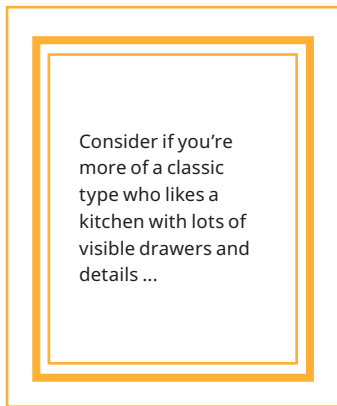 Consider if you’re
more of a classic
type who likes a
kitchen with lots of
visible drawers and
details ...